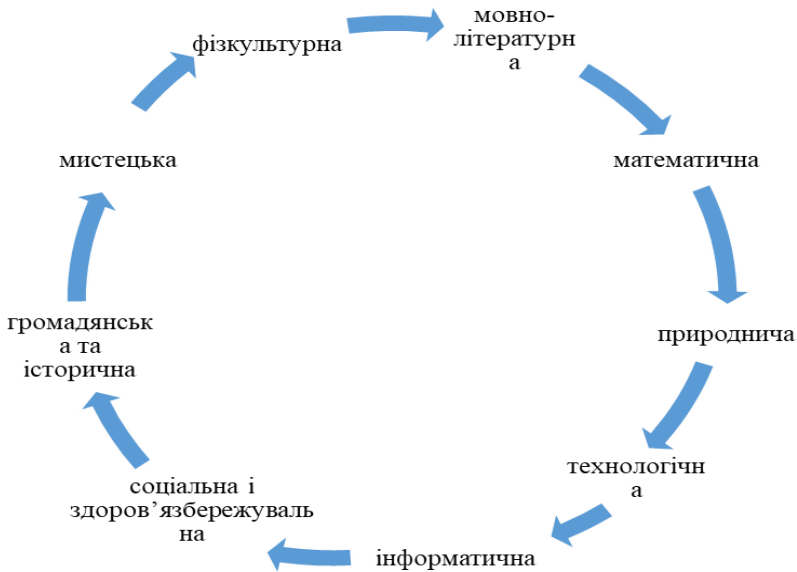 мовно-
літературн
а
математична
природнича
технологічн
а
інформатична
соціальна і
здоров’язбережуваль
на
громадянськ
а та
історична
мистецька
фізкультурна